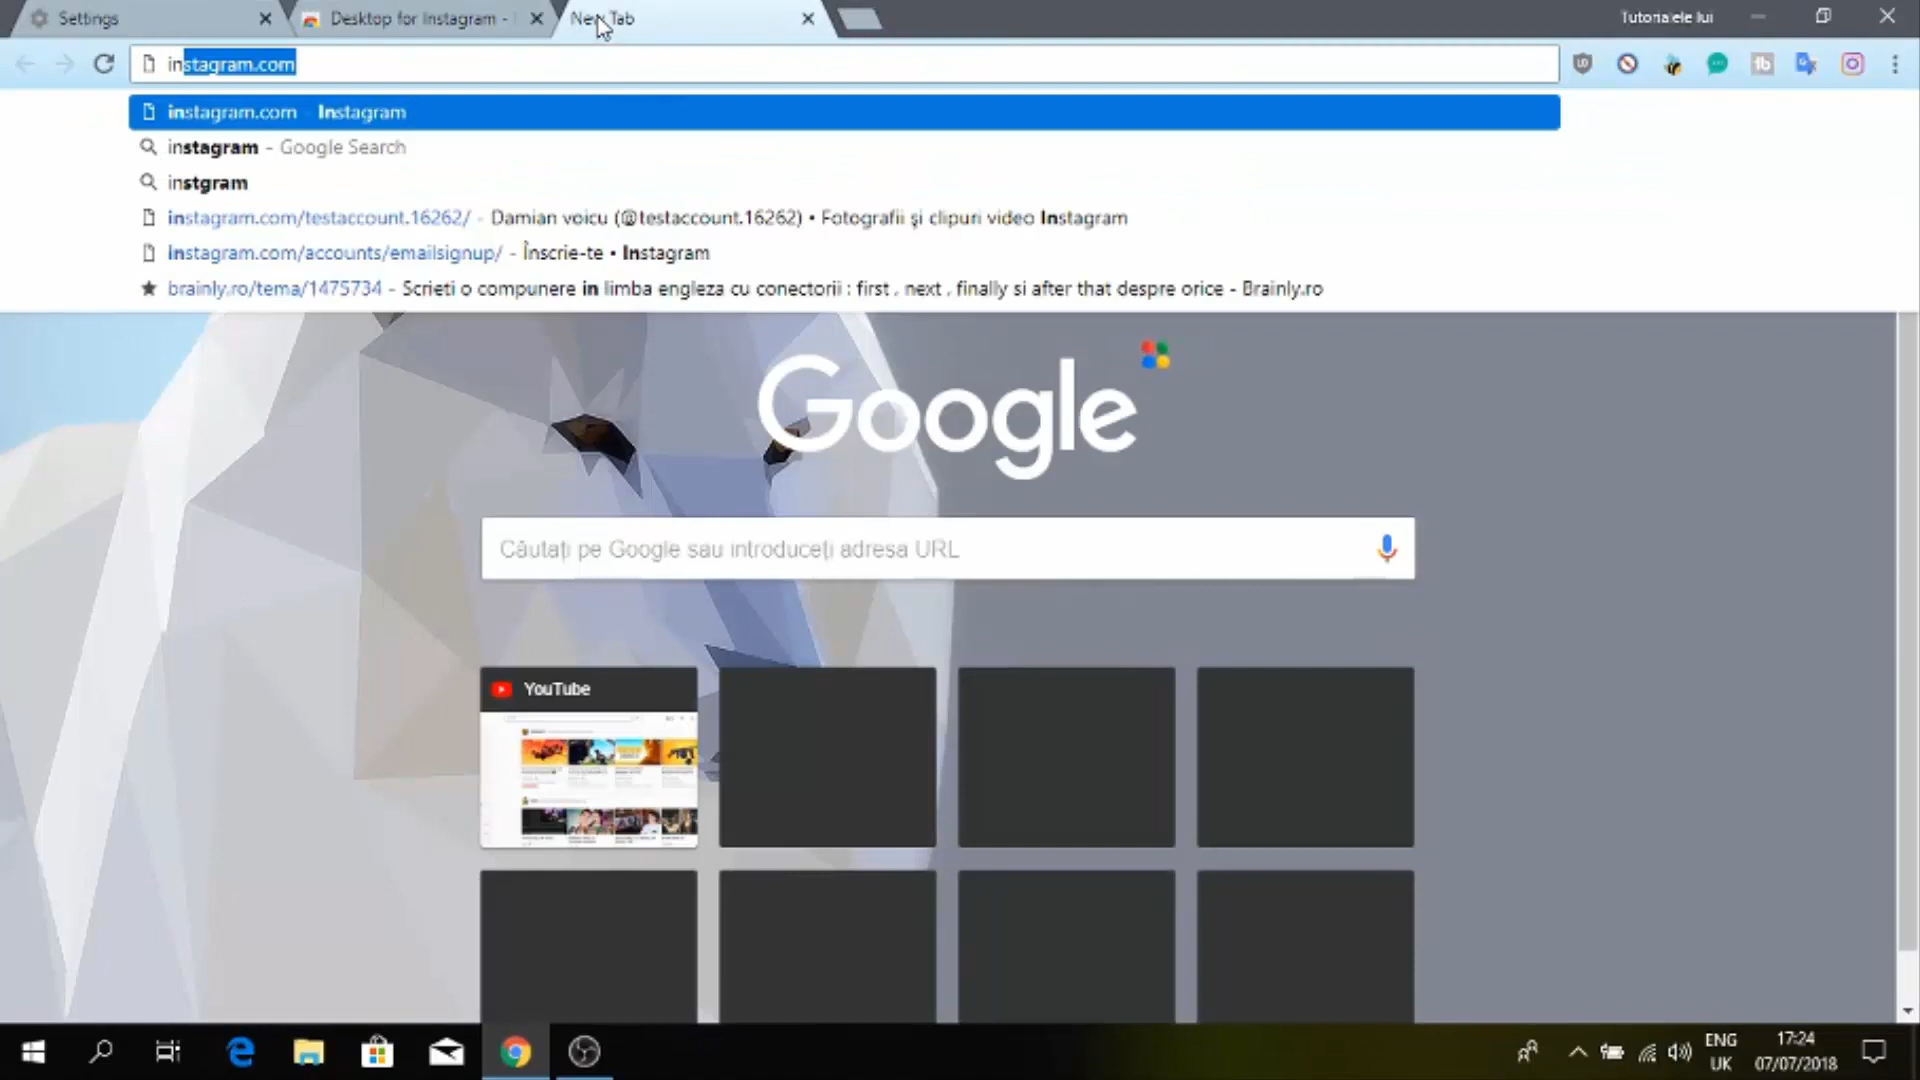 Settings
Desktop for Instagram -
New Tab
Tutorialele lui
instagram.com
instagram.com - Instagram
instagram - Google Search
instgram
instagram.com/testaccount.16262/ - Damian voicu (@testaccount.16262) • Fotografii și clipuri video Instagram
instagram.com/accounts/emailsignup/ - Înscrie-te • Instagram
brainly.ro/tema/1475734 - Scrieti o compunere in limba engleza cu conectorii : first , next , finally si after that despre orice - Brainly.ro
Google
Căutați pe Google sau introduceți adresa URL
YouTube
ENG
17:24
UK
07/07/2018